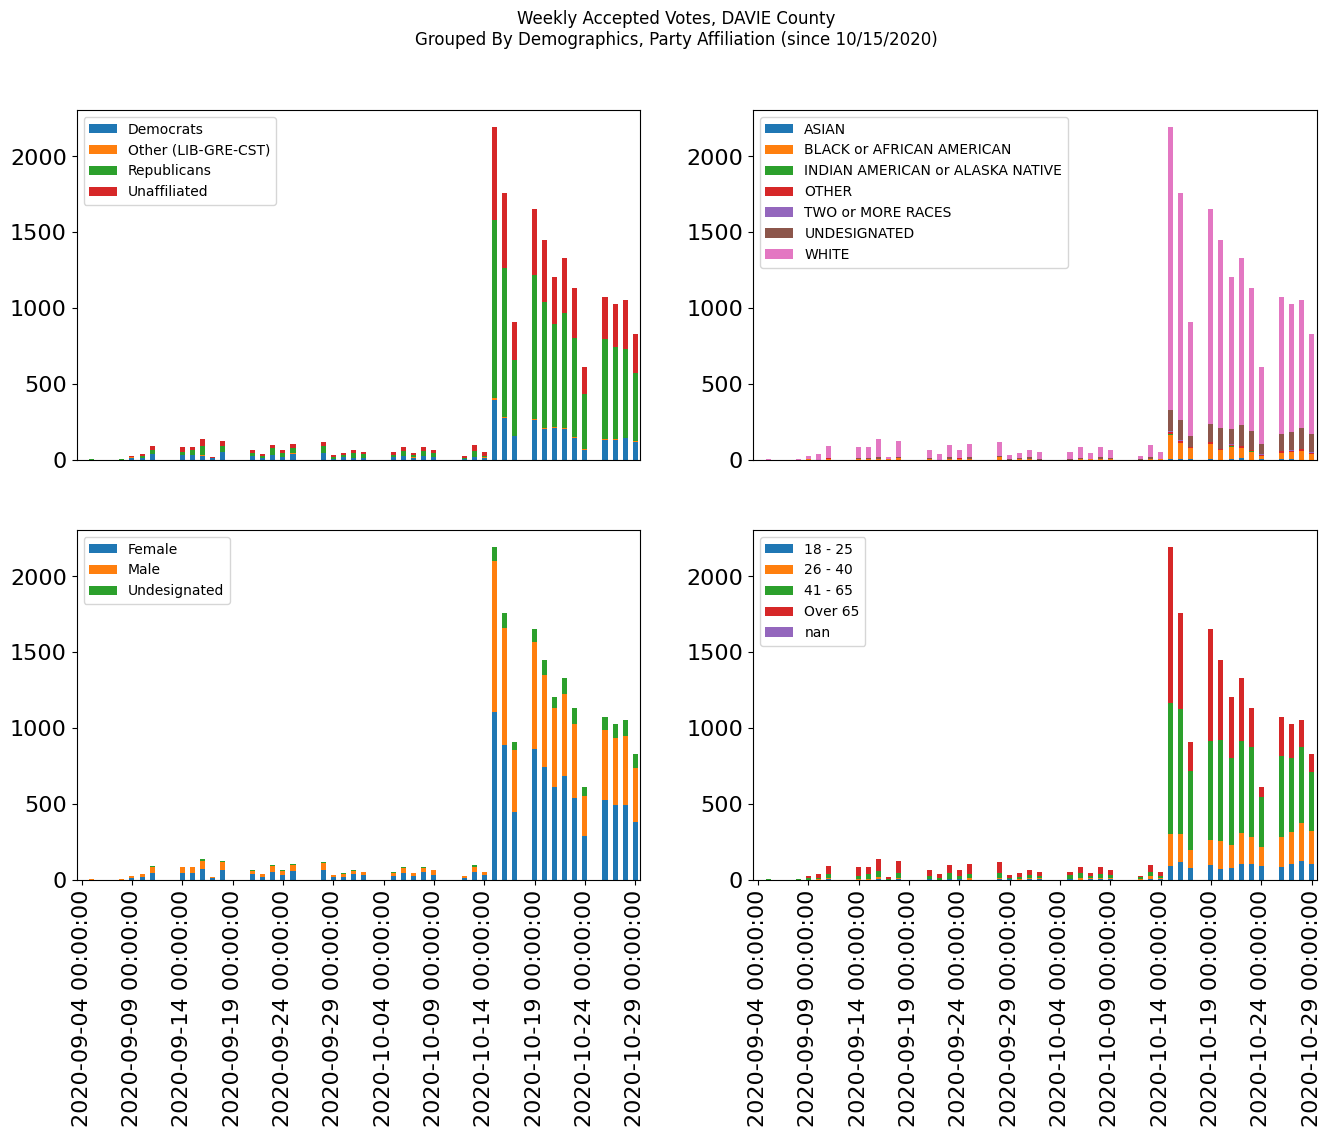 Weekly Accepted Votes, DAVIE County
Grouped By Demographics, Party Affiliation (since 10/15/2020)
Democrats
Other (LIB-GRE-CST)
Republicans
Unaffiliated
2000
1500
1000
500
0
ASIAN
BLACK or AFRICAN AMERICAN
INDIAN AMERICAN or ALASKA NATIVE
OTHER
TWO or MORE RACES
UNDESIGNATED
WHITE
2000
1500
1000
500
0
Female
Male
Undesignated
2000
1500
1000
500
0
2020-09-04 00:00:00
2020-09-09 00:00:00
2020-09-14 00:00:00
2020-09-19 00:00:00
2020-09-24 00:00:00
2020-09-29 00:00:00
2020-10-04 00:00:00
2020-10-09 00:00:00
2020-10-14 00:00:00
2020-10-19 00:00:00
2020-10-24 00:00:00
2020-10-29 00:00:00
18 - 25
26 - 40
41 - 65
Over 65
nan
2000
1500
1000
500
0
2020-09-04 00:00:00
2020-09-09 00:00:00
2020-09-14 00:00:00
2020-09-19 00:00:00
2020-09-24 00:00:00
2020-09-29 00:00:00
2020-10-04 00:00:00
2020-10-09 00:00:00
2020-10-14 00:00:00
2020-10-19 00:00:00
2020-10-24 00:00:00
2020-10-29 00:00:00